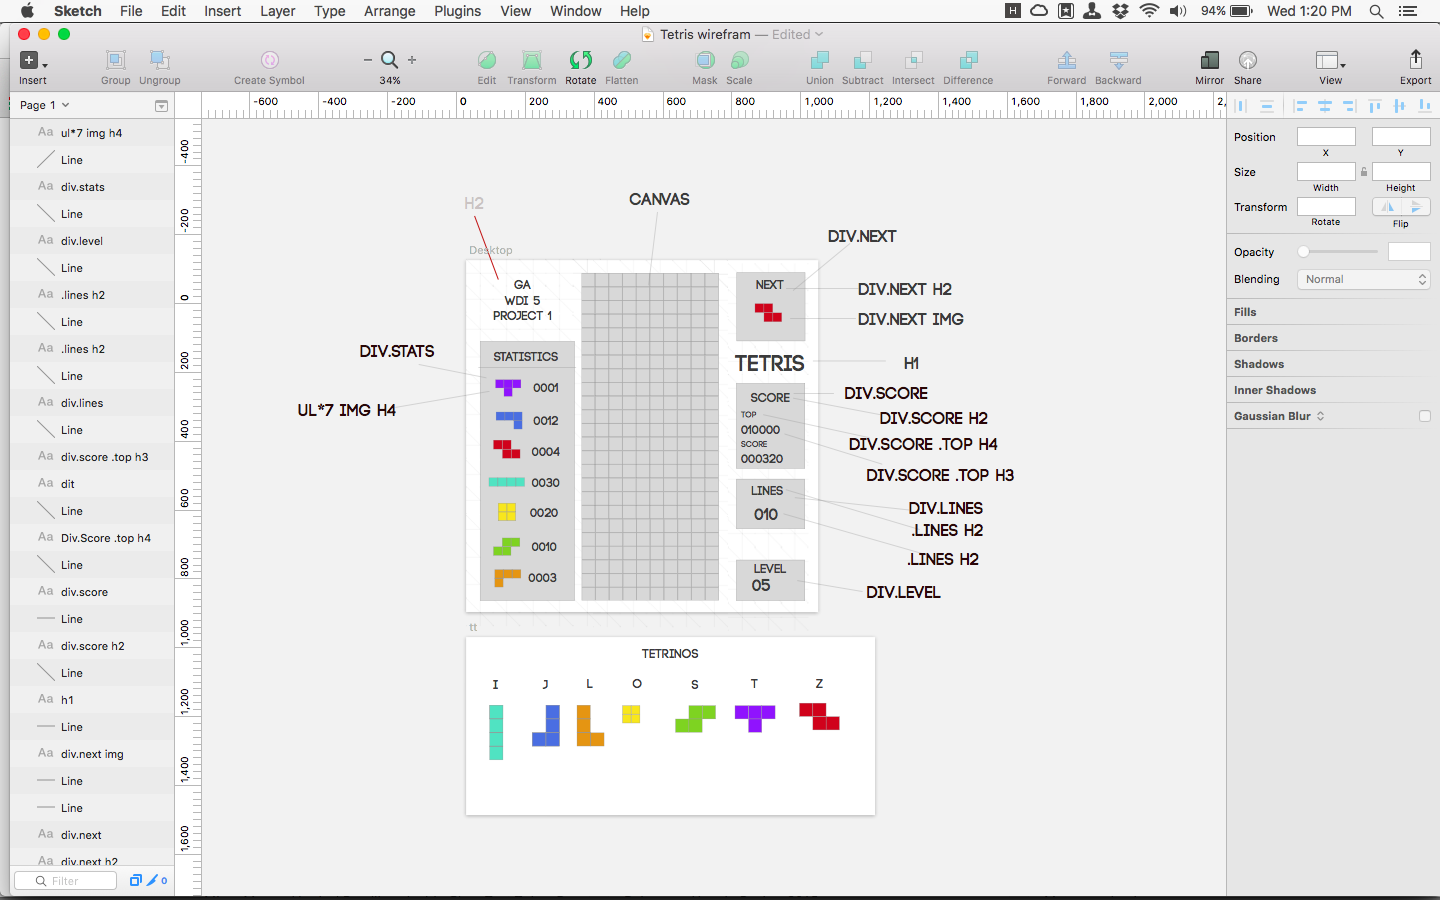 Sketch File Edit Insert Layer Type Arrange Plugins View Window Help
H 94% Wed 1:20 PM
Tetris wirefram — Edited
Insert Group Ungroup Create Symbol 34% Edit Transform Rotate Flatten Mask Scale Union Subtract Intersect Difference Forward Backward Mirror Share View Export
Page 1
-600 -400 -200 0 200 400 600 800 1,000 1,200 1,400 1,600 1,800 2,000 2,
-400
-200
0
200
400
600
800
1,000
1,200
1,400
1,600
Aa ul*7 img h4
Line
Aa div.stats
Line
Aa div.level
Line
Aa .lines h2
Line
Aa .lines h2
Line
Aa div.lines
Line
Aa div.score .top h3
Aa dit
Line
Aa Div.Score .top h4
Line
Aa div.score
Line
Aa div.score h2
Line
Aa h1
Line
Aa div.next img
Line
Line
Aa div.next
Aa div.next h2
Filter
0
H2
CANVAS
DIV.NEXT
Desktop
GA
WDI 5
PROJECT 1
NEXT
DIV.NEXT H2
DIV.NEXT IMG
DIV.STATS
STATISTICS
TETRIS
H1
0001
UL*7 IMG H4
0012
0004
0030
0020
0010
0003
SCORE
TOP
010000
SCORE
000320
DIV.SCORE
DIV.SCORE H2
DIV.SCORE .TOP H4
DIV.SCORE .TOP H3
LINES
010
DIV.LINES
.LINES H2
.LINES H2
LEVEL
05
DIV.LEVEL
tt
TETRINOS
I J L O S T Z
Position
X Y
Size
Width Height
Transform
Rotate Flip
Opacity
Blending Normal
Fills
Borders
Shadows
Inner Shadows
Gaussian Blur